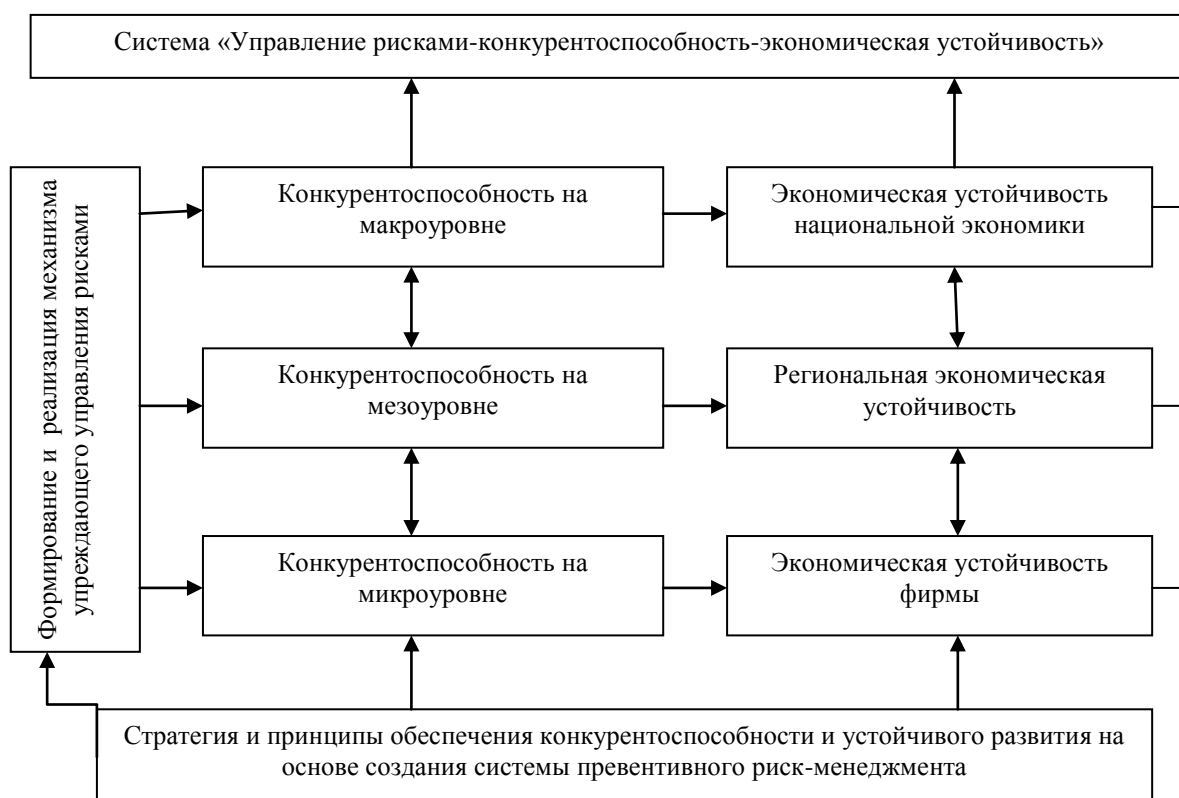 Система «Управление рисками-конкурентоспособность-экономическая устойчивость»
Формирование и реализация механизма
упреждающего управления рисками
Конкурентоспособность на
макроуровне
Экономическая устойчивость
национальной экономики
Конкурентоспособность на
мезоуровне
Региональная экономическая
устойчивость
Конкурентоспособность на
микроуровне
Экономическая устойчивость
фирмы
Стратегия и принципы обеспечения конкурентоспособности и устойчивого развития на
основе создания системы превентивного риск-менеджмента